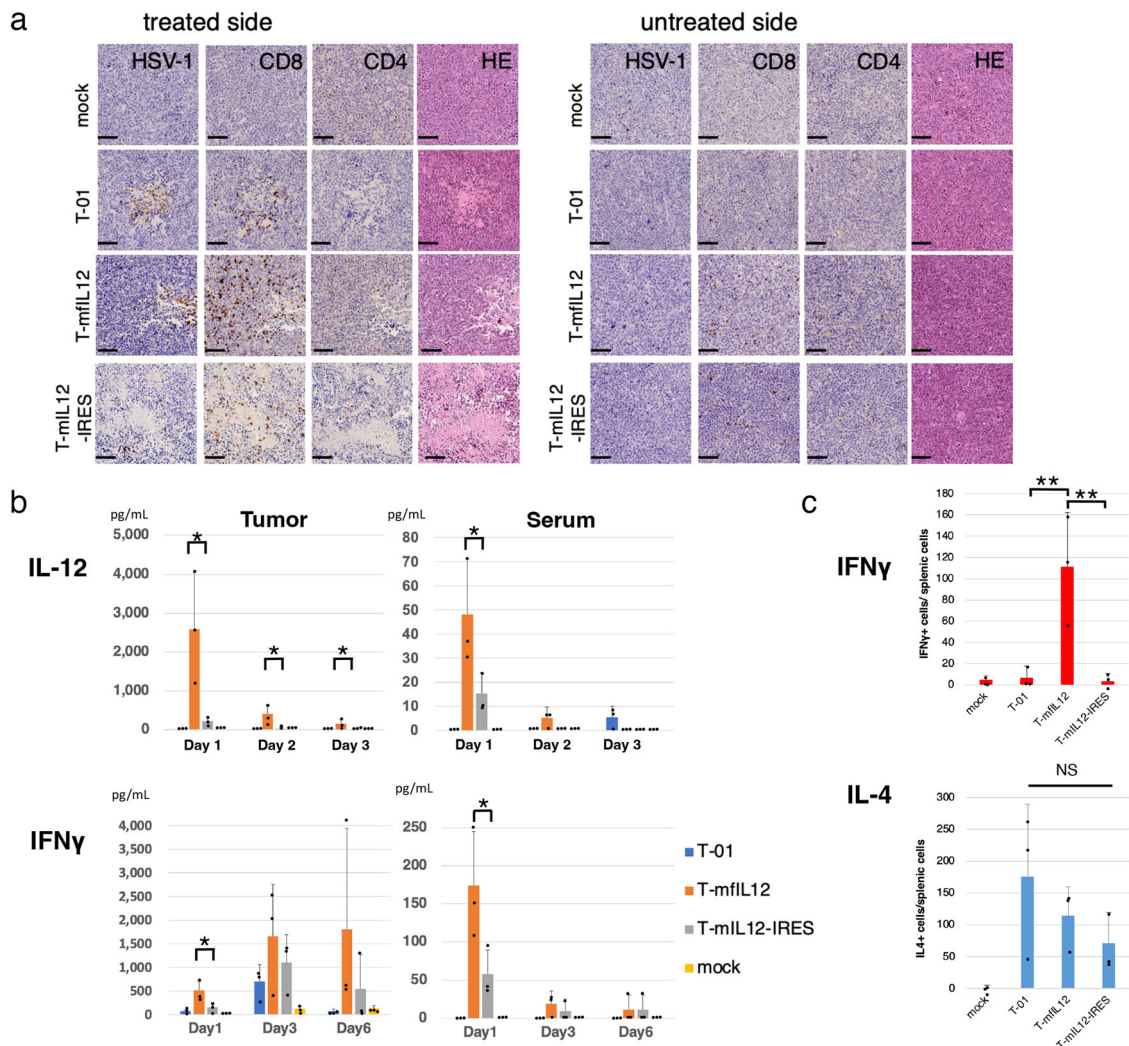 a
treated side
untreated side
HSV-1 CD8 CD4 HE
HSV-1 CD8 CD4 HE
mock
mock
T-01
T-01
T-mfIL12
T-mfIL12
T-mIL12
-IRES
T-mIL12
-IRES
b
pg/mL
Tumor
pg/mL
Serum
IL-12
5,000
4,000
3,000
2,000
1,000
0
*
*
*
Day 1 Day 2 Day 3
80
70
60
50
40
30
20
10
0
*
Day 1 Day 2 Day 3
IFNγ
pg/mL
4,000
3,500
3,000
2,500
2,000
1,500
1,000
500
0
*
Day1 Day3 Day6
pg/mL
250
200
150
100
50
0
*
Day1 Day3 Day6
T-01
T-mfIL12
T-mIL12-IRES
mock
c
IFNγ
IFNγ+ cells/ splenic cells
180
160
140
120
100
80
60
40
20
0
**
**
mock
T-01
T-mfIL12
T-mIL12-IRES
IL-4
IL4+ cells/splenic cells
NS
300
250
200
150
100
50
0
mock
T-01
T-mfIL12
T-mIL12-IRES